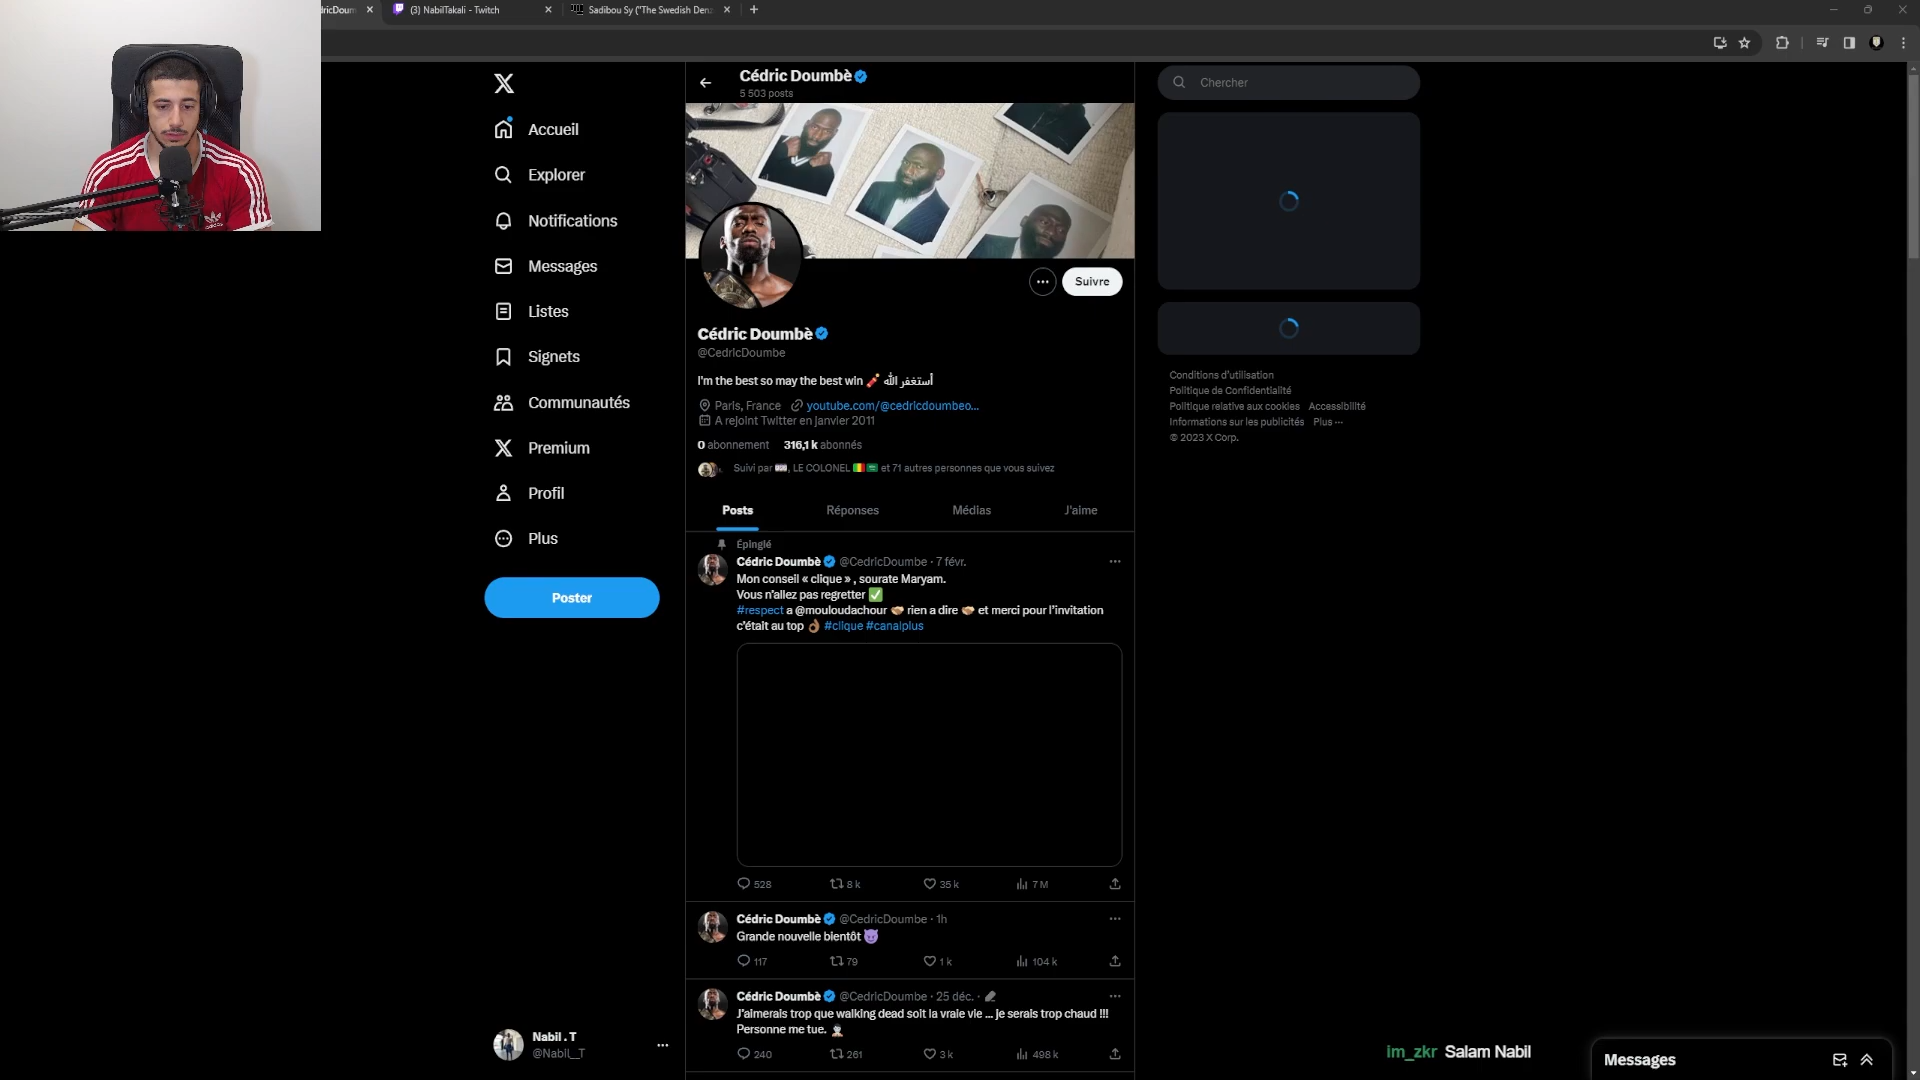 dricDoum
(3) NabilTakali - Twitch
Sadibou Sy ("The Swedish Denz
Cédric Doumbè
5 503 posts
Chercher
Accueil
Explorer
Notifications
Messages
Listes
Signets
Communautés
Premium
Profil
Plus
Poster
Suivre
Cédric Doumbè
@CedricDoumbe
I'm the best so may the best win 🧨 أستغفر الله
Paris, France youtube.com/@cedricdoumbeo...
A rejoint Twitter en janvier 2011
0 abonnement 316,1 k abonnés
Suivi par , LE COLONEL 🇲🇱🇸🇦 et 71 autres personnes que vous suivez
Posts Réponses Médias J'aime
Épinglé
Cédric Doumbè @CedricDoumbe · 7 févr.
Mon conseil « clique » , sourate Maryam.
Vous n'allez pas regretter ✅
#respect a @mouloudachour 🤝🏽 rien a dire 🤝🏽 et merci pour l'invitation
c'était au top 👌🏾 #clique #canalplus
528 8 k 35 k 7 M
Cédric Doumbè @CedricDoumbe · 1h
Grande nouvelle bientôt 😈
117 79 1 k 104 k
Cédric Doumbè @CedricDoumbe · 25 déc. ·
J'aimerais trop que walking dead soit la vraie vie ... je serais trop chaud !!!
Personne me tue.
240 261 3 k 498 k
Conditions d'utilisation
Politique de Confidentialité
Politique relative aux cookies Accessibilité
Informations sur les publicités Plus ···
© 2023 X Corp.
Nabil . T
@Nabil__T
im_zkr Salam Nabil
Messages